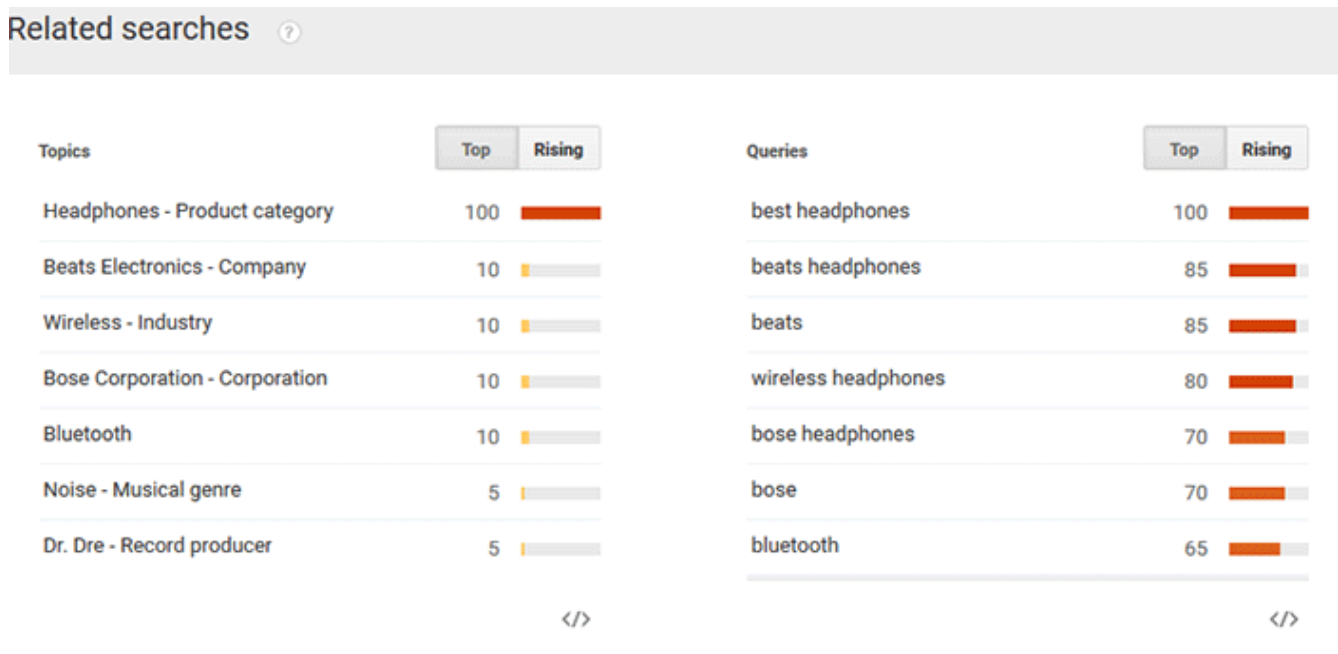 Related searches ?
Topics Top Rising
Headphones - Product category 100
Beats Electronics - Company 10
Wireless - Industry 10
Bose Corporation - Corporation 10
Bluetooth 10
Noise - Musical genre 5
Dr. Dre - Record producer 5
</>
Queries Top Rising
best headphones 100
beats headphones 85
beats 85
wireless headphones 80
bose headphones 70
bose 70
bluetooth 65
</>